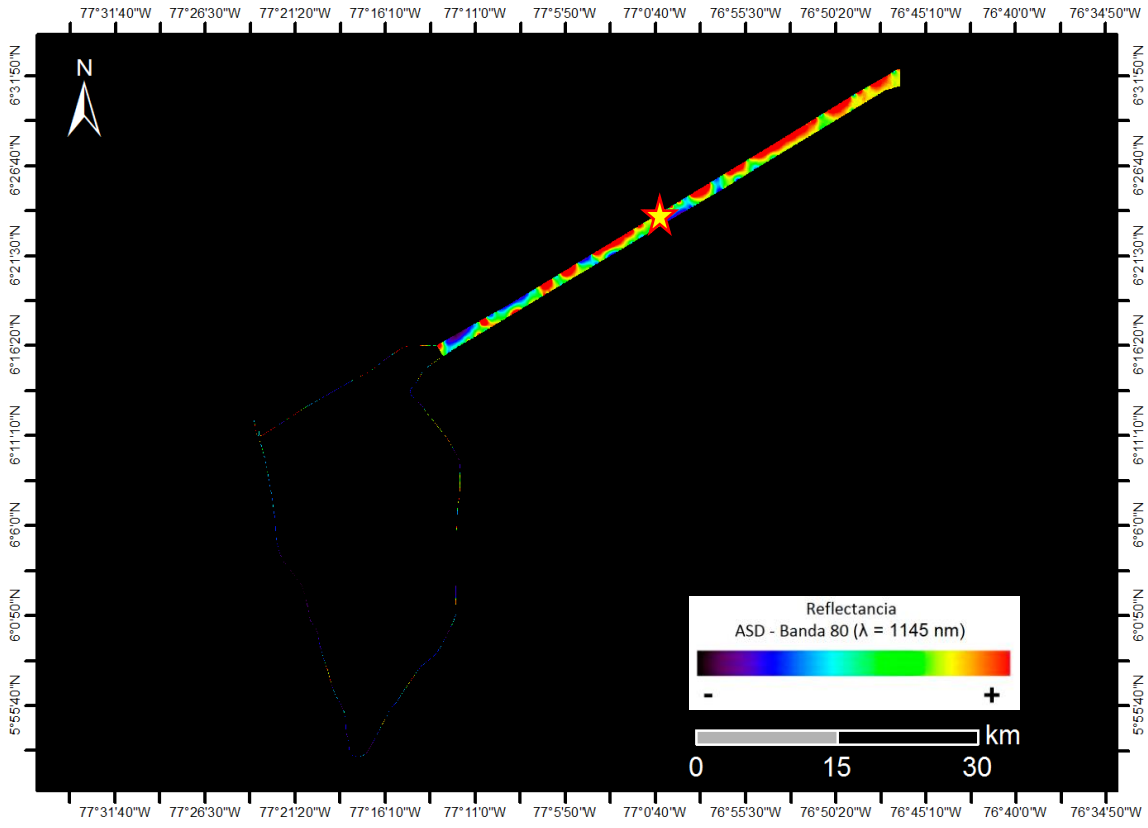 77°31'40"W 77°26'30"W 77°21'20"W 77°16'10"W 77°11'0"W 77°5'50"W 77°0'40"W 76°55'30"W 76°50'20"W 76°45'10"W 76°40'0"W 76°34'50"W
N
6°31'50"N 6°31'50"N
6°26'40"N 6°26'40"N
6°21'30"N 6°21'30"N
6°16'20"N 6°16'20"N
6°11'10"N 6°11'10"N
6°6'0"N 6°6'0"N
6°0'50"N 6°0'50"N
5°55'40"N 5°55'40"N
Reflectancia
ASD - Banda 80 (λ = 1145 nm)
- +
km
0 15 30
77°31'40"W 77°26'30"W 77°21'20"W 77°16'10"W 77°11'0"W 77°5'50"W 77°0'40"W 76°55'30"W 76°50'20"W 76°45'10"W 76°40'0"W 76°34'50"W